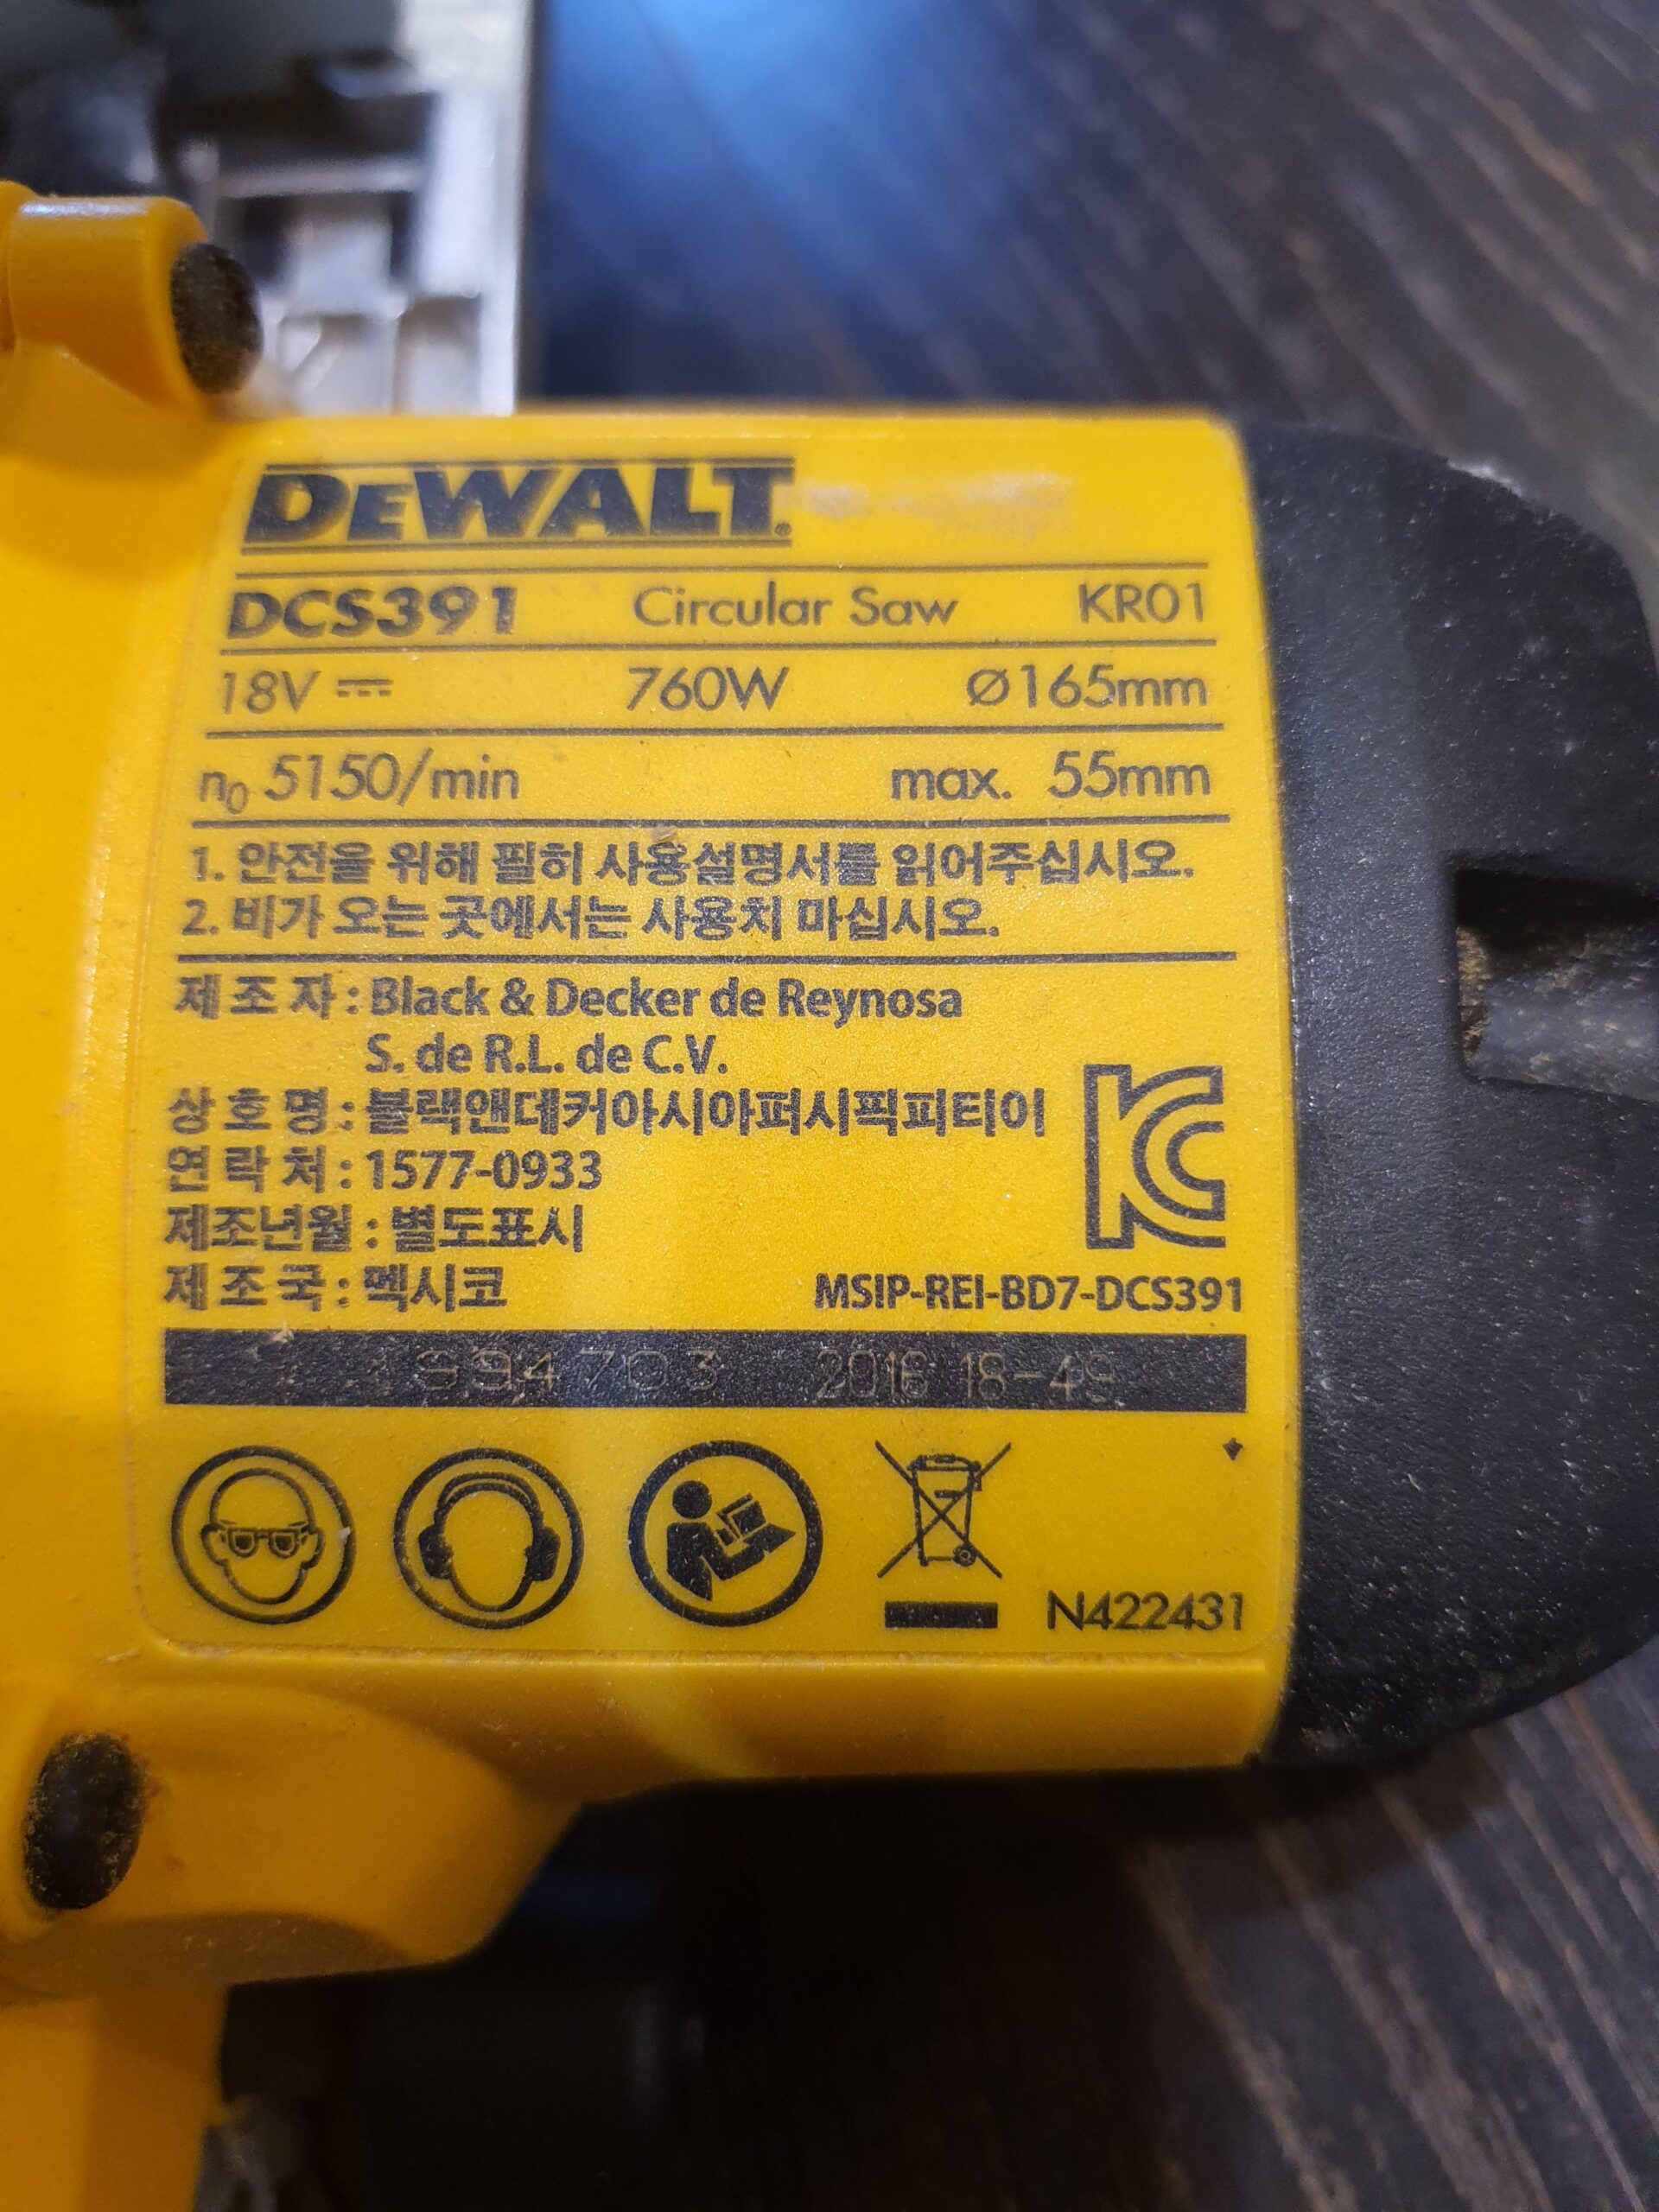 DEWALT®
DCS391 Circular Saw KR01
18V ⎓ 760W Ø165mm
n₀ 5150/min max. 55mm
1. 안전을 위해 필히 사용설명서를 읽어주십시오.
2. 비가 오는 곳에서는 사용치 마십시오.
제 조 자 : Black & Decker de Reynosa
S. de R.L. de C.V.
상 호 명 : 블랙앤데커아시아퍼시픽피티이
연 락 처 : 1577-0933
제조년월 : 별도표시
제 조 국 : 멕시코
KC
MSIP-REI-BD7-DCS391
N422431